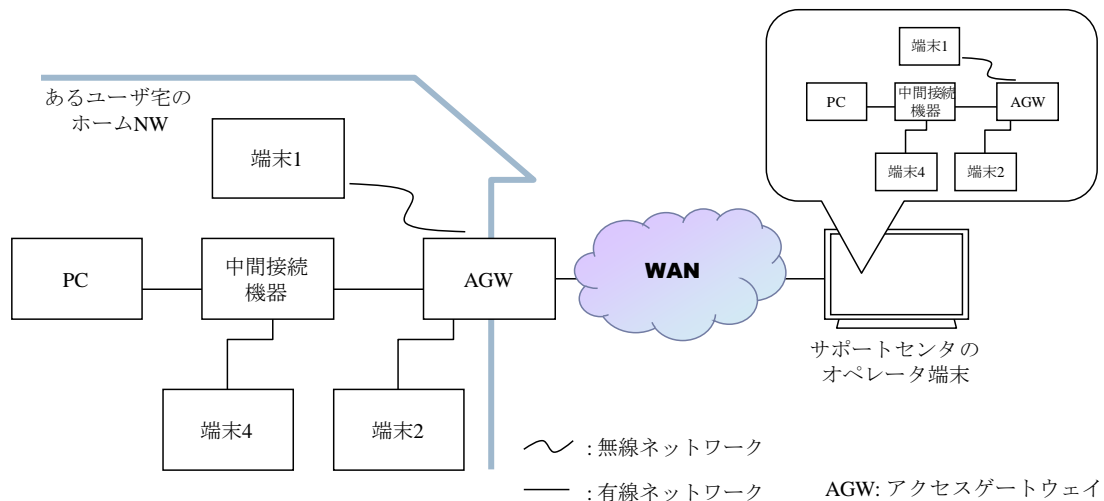 あるユーザ宅の
ホームNW
端末1
PC
中間接続
機器
AGW
端末4
端末2
WAN
端末1
PC
中間接続
機器
AGW
端末4
端末2
サポートセンタの
オペレータ端末
: 無線ネットワーク
: 有線ネットワーク
AGW: アクセスゲートウェイ